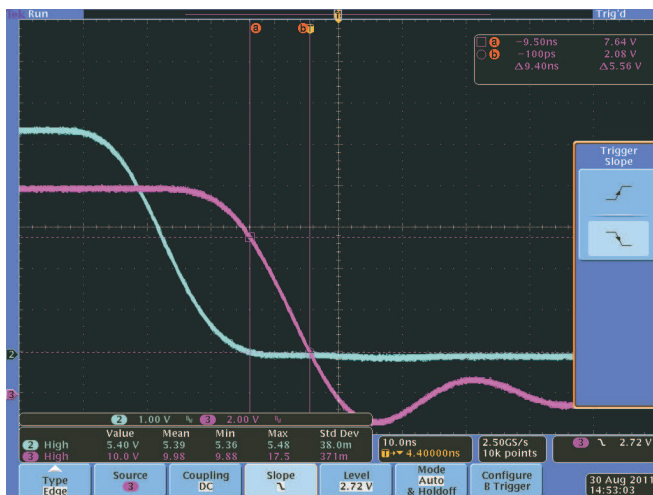 Tek Run
Trig'd
T
a
b T
a −9.50ns 7.64 V
b −100ps 2.08 V
Δ9.40ns Δ5.56 V
Trigger
Slope
2
3
2 1.00 V 3 2.00 V
Value Mean Min Max Std Dev
2 High 5.40 V 5.39 5.36 5.48 38.0m
3 High 10.0 V 9.98 9.88 17.5 371m
10.0ns
T→▼ 4.40000ns
2.50GS/s
10k points
3 2.72 V
Type
Edge
Source
3
Coupling
DC
Slope
Level
2.72 V
Mode
Auto
& Holdoff
Configure
B Trigger
30 Aug 2011
14:53:03